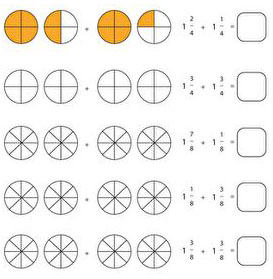 + 1 2/4 + 1 1/4 =
+ 1 3/4 + 1 3/4 =
+ 1 7/8 + 1 1/8 =
+ 1 1/8 + 1 3/8 =
+ 1 3/8 + 1 3/8 =